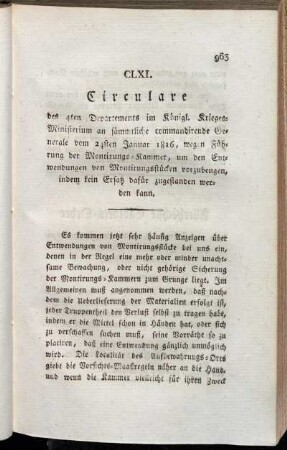 963
CLXI.
Circulare
des 4ten Departements im Königl. Krieges-
Ministerium an sämmtliche commandirende Ge-
nerale vom 24sten Januar 1816, wegen Füh-
rung der Montirungs-Kammer, um den Ent-
wendungen von Montirungsstücken vorzubeugen,
indem kein Ersatz dafür zugestanden wer-
den kann.
Es kommen jetzt sehr häufig Anzeigen über
Entwendungen von Montirungsstücke bei uns ein,
denen in der Regel eine mehr oder minder unacht-
same Bewachung, oder nicht gehörige Sicherung
der Montirungs-Kammern zum Grunde liegt. Im
Allgemeinen muß angenommen werden, daß nach-
dem die Ueberlieferung der Materialien erfolgt ist,
jeder Truppentheil den Verlust selbst zu tragen habe,
indem er die Mittel schon in Händen hat, oder sich
zu verschaffen suchen muß, seine Vorräthe so
zu placiren, daß eine Entwendung gänzlich unmöglich
wird. Die Localität des Aufbewahrungs-Orts
giebt die Vorsichts-Maaßregeln näher an die Hand,
und wenn die Kammer vielleicht für ihren Zweck